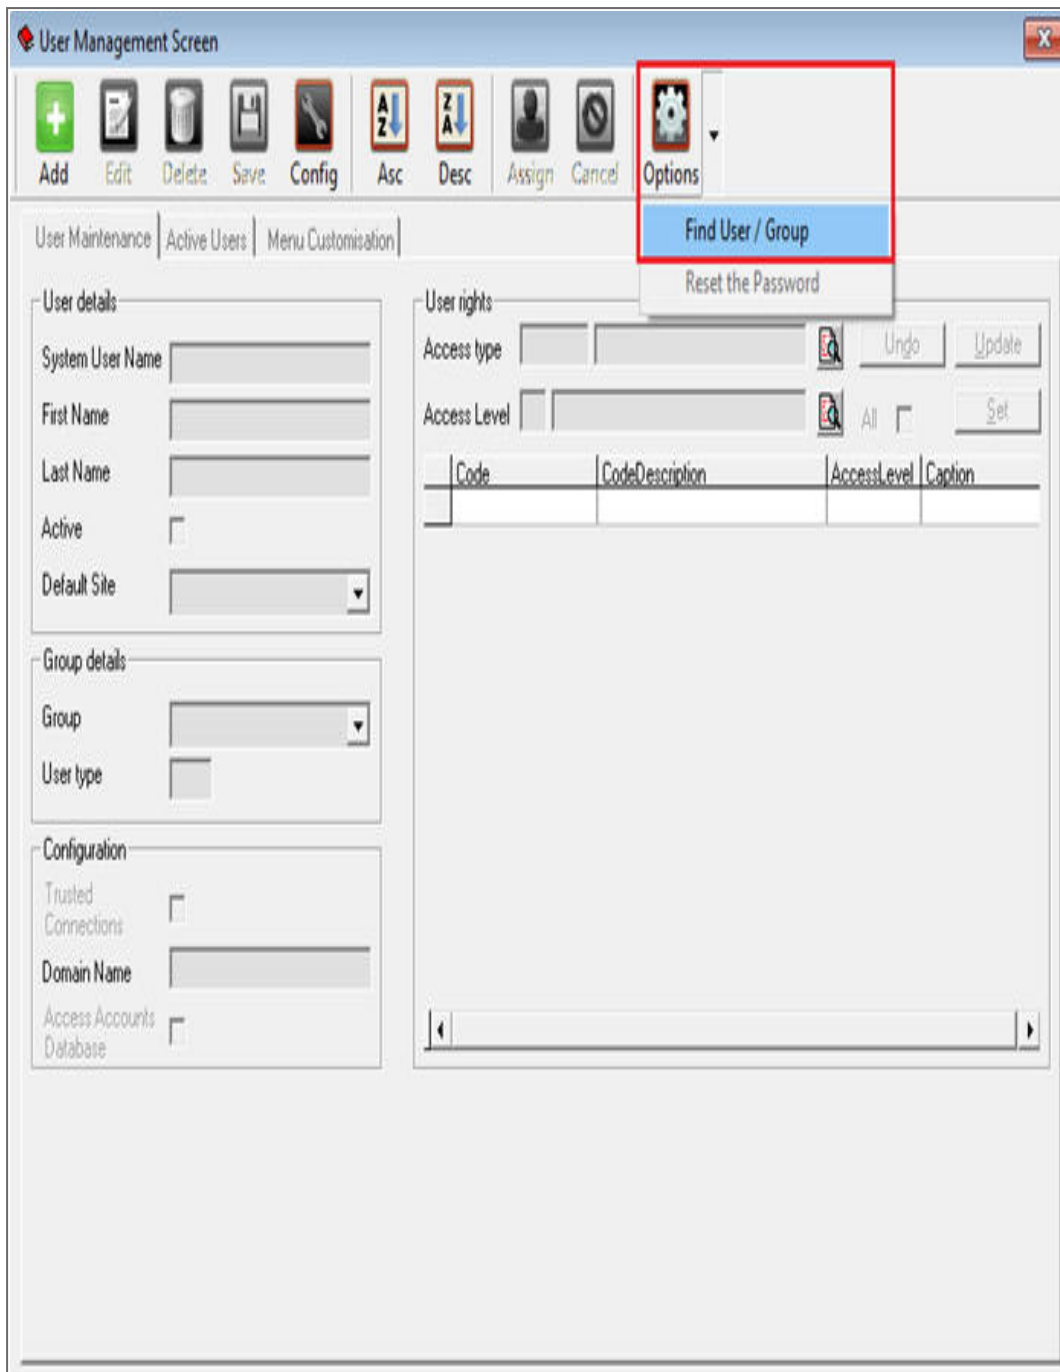 User Management Screen
Add Edit Delete Save Config Asc Desc Assign Cancel Options
Find User / Group
Reset the Password
User Maintenance Active Users Menu Customisation
User details
System User Name
First Name
Last Name
Active
Default Site
Group details
Group
User type
Configuration
Trusted
Connections
Domain Name
Access Accounts
Database
User rights
Access type Undo Update
Access Level All Set
Code CodeDescription AccessLevel Caption